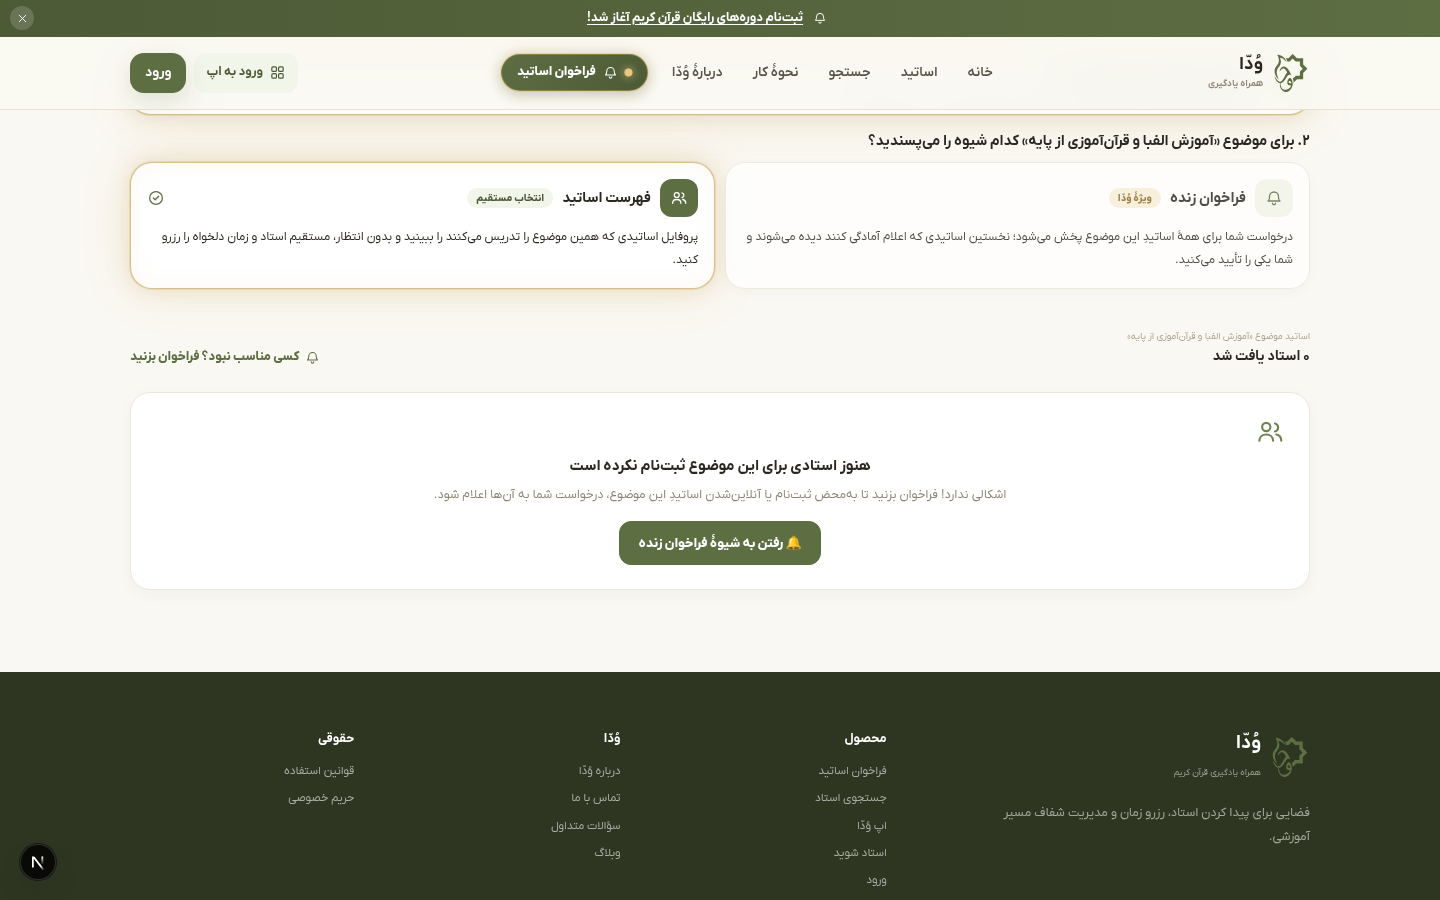 ثبت‌نام دوره‌های رایگان قرآن کریم آغاز شد!
وُدّا
همراه یادگیری
خانه
اساتید
جستجو
نحوهٔ کار
دربارهٔ وُدّا
فراخوان اساتید
ورود به اپ
ورود
۲. برای موضوع «آموزش الفبا و قرآن‌آموزی از پایه» کدام شیوه را می‌پسندید؟
فراخوان زنده
ویژهٔ وُدّا
درخواست شما برای همهٔ اساتیدِ این موضوع پخش می‌شود؛ نخستین اساتیدی که اعلام آمادگی کنند دیده می‌شوند و
شما یکی را تأیید می‌کنید.
فهرست اساتید
انتخاب مستقیم
پروفایل اساتیدی که همین موضوع را تدریس می‌کنند را ببینید و بدون انتظار، مستقیم استاد و زمان دلخواه را رزرو
کنید.
اساتید موضوع «آموزش الفبا و قرآن‌آموزی از پایه»
۰ استاد یافت شد
کسی مناسب نبود؟ فراخوان بزنید
هنوز استادی برای این موضوع ثبت‌نام نکرده است
اشکالی ندارد! فراخوان بزنید تا به‌محض ثبت‌نام یا آنلاین‌شدن اساتیدِ این موضوع، درخواست شما به آن‌ها اعلام شود.
🔔 رفتن به شیوهٔ فراخوان زنده
وُدّا
همراه یادگیری قرآن کریم
فضایی برای پیدا کردن استاد، رزرو زمان و مدیریت شفاف مسیر
آموزشی.
محصول
فراخوان اساتید
جستجوی استاد
اپ وُدّا
استاد شوید
ورود
وُدّا
درباره وُدّا
تماس با ما
سؤالات متداول
وبلاگ
حقوقی
قوانین استفاده
حریم خصوصی
N